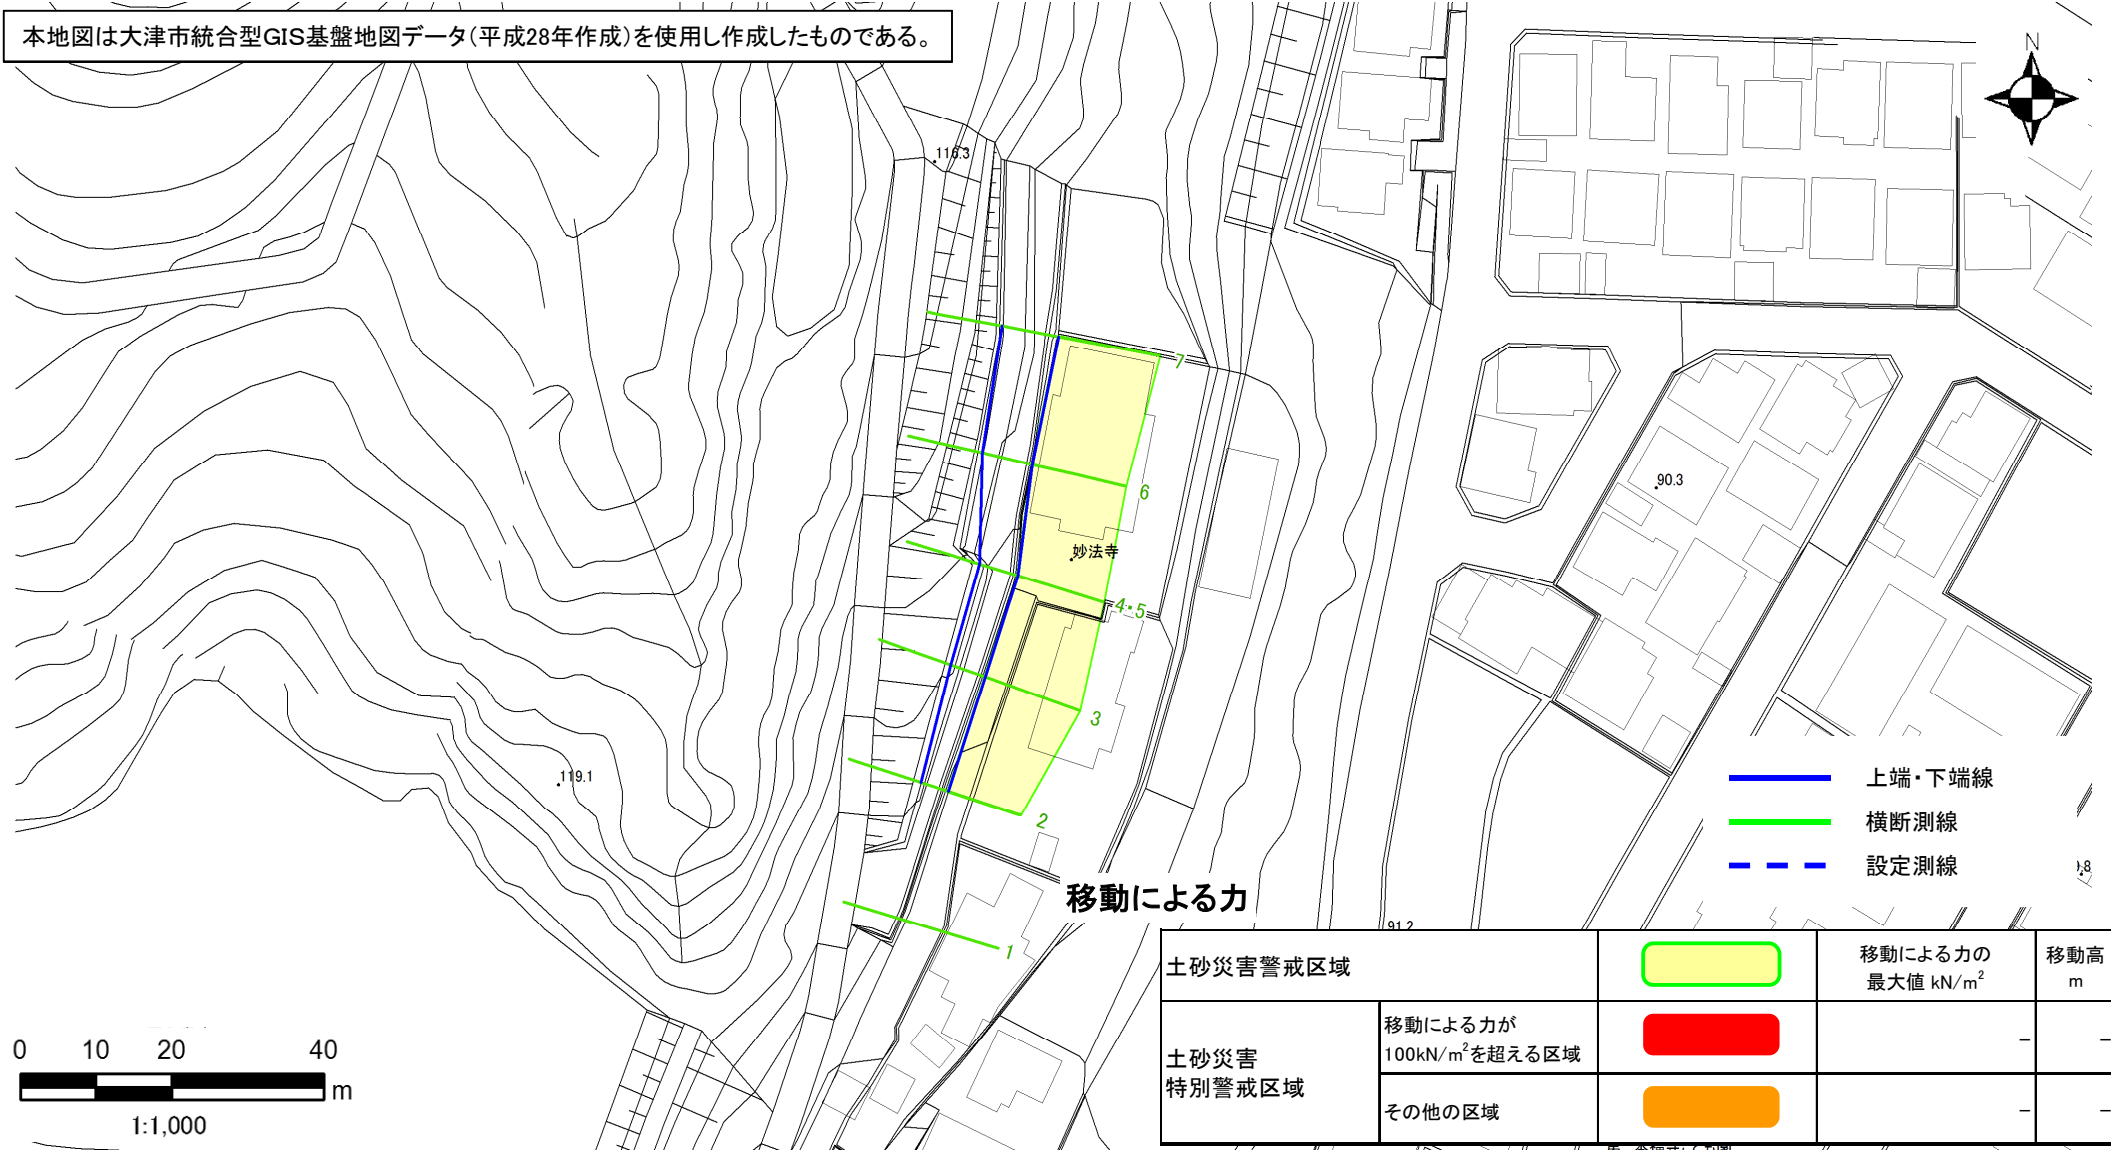 本地図は大津市統合型GIS基盤地図データ(平成28年作成)を使用し作成したものである。
N
116.3
7
6
90.3
妙法寺
4・5
3
119.1
2
上端・下端線
横断測線
設定測線
移動による力
91.2
1
土砂災害警戒区域
移動による力の
最大値 kN/m²
移動高
m
土砂災害
特別警戒区域
移動による力が
100kN/m²を超える区域
－
－
その他の区域
－
－
0 10 20 40
m
1:1,000